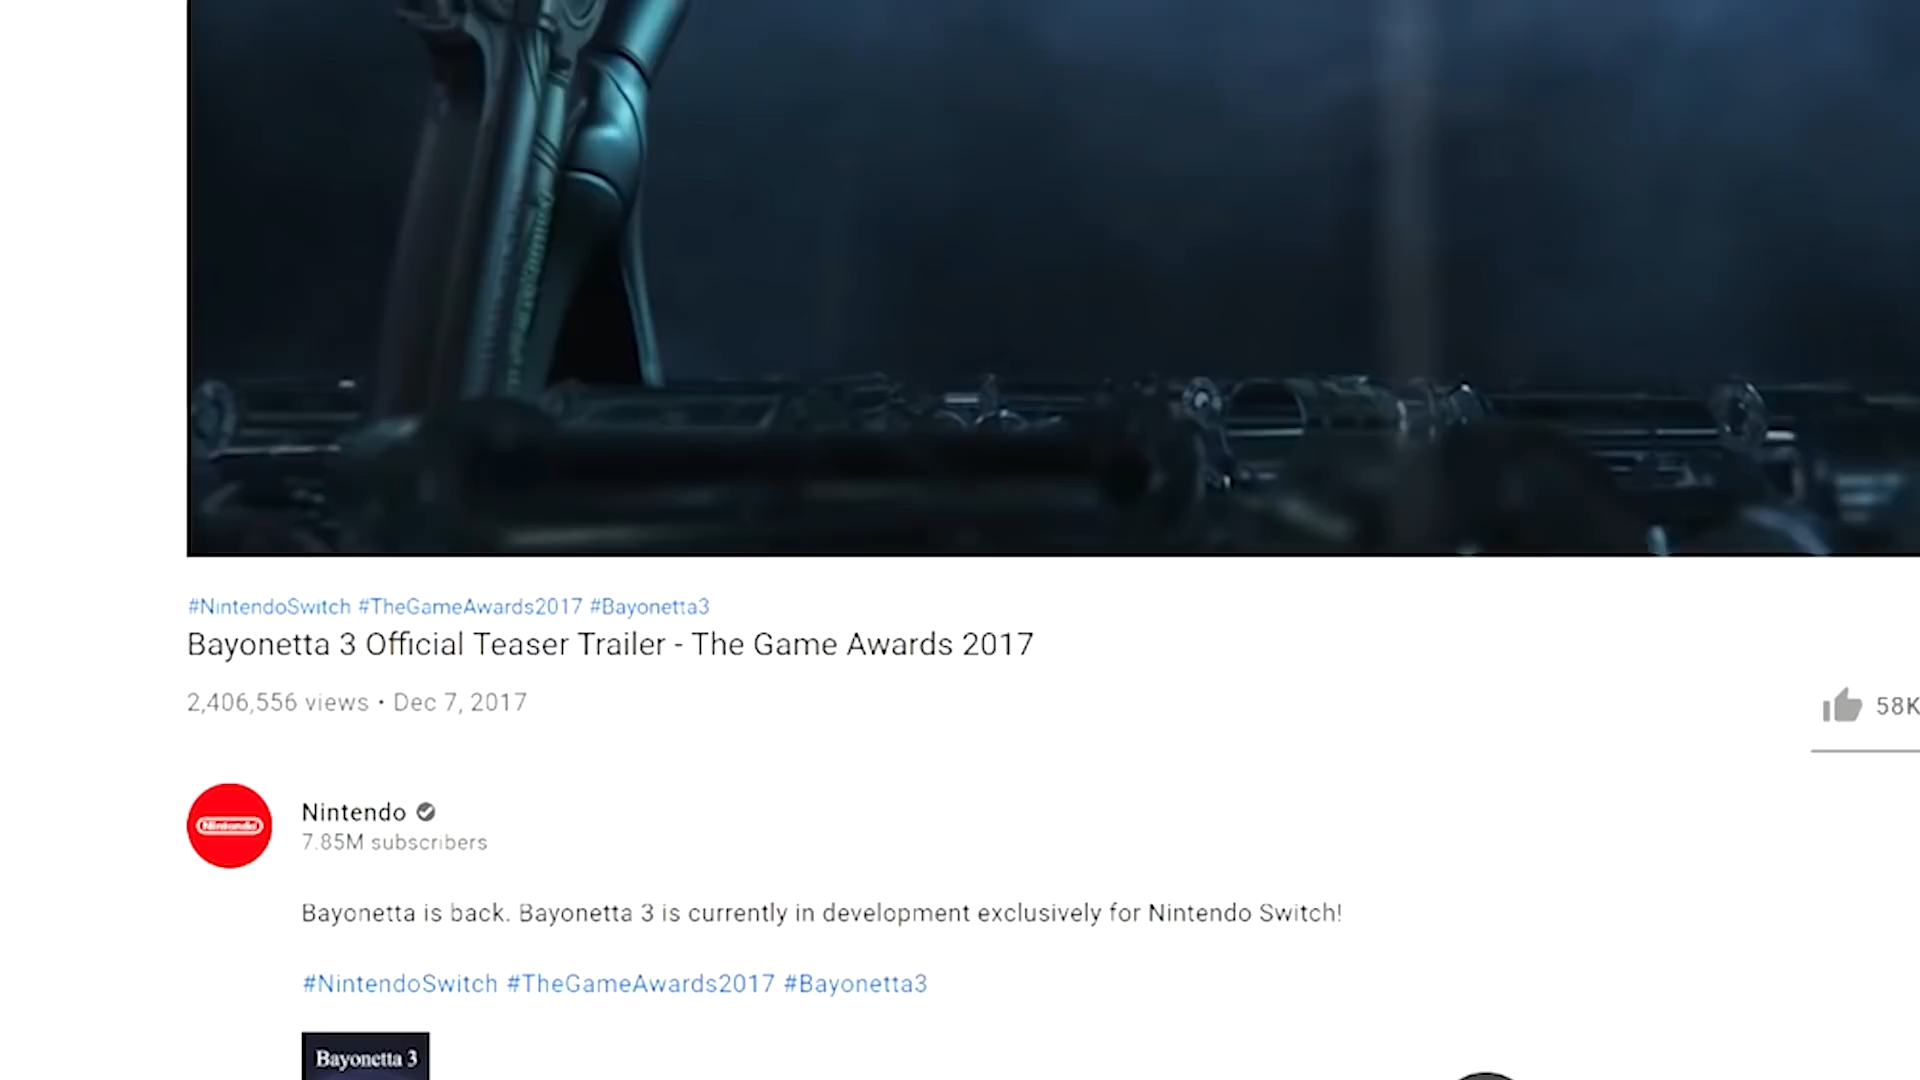 #NintendoSwitch #TheGameAwards2017 #Bayonetta3
Bayonetta 3 Official Teaser Trailer - The Game Awards 2017
2,406,556 views • Dec 7, 2017
58K
Nintendo
Nintendo
7.85M subscribers
Bayonetta is back. Bayonetta 3 is currently in development exclusively for Nintendo Switch!
#NintendoSwitch #TheGameAwards2017 #Bayonetta3
Bayonetta 3